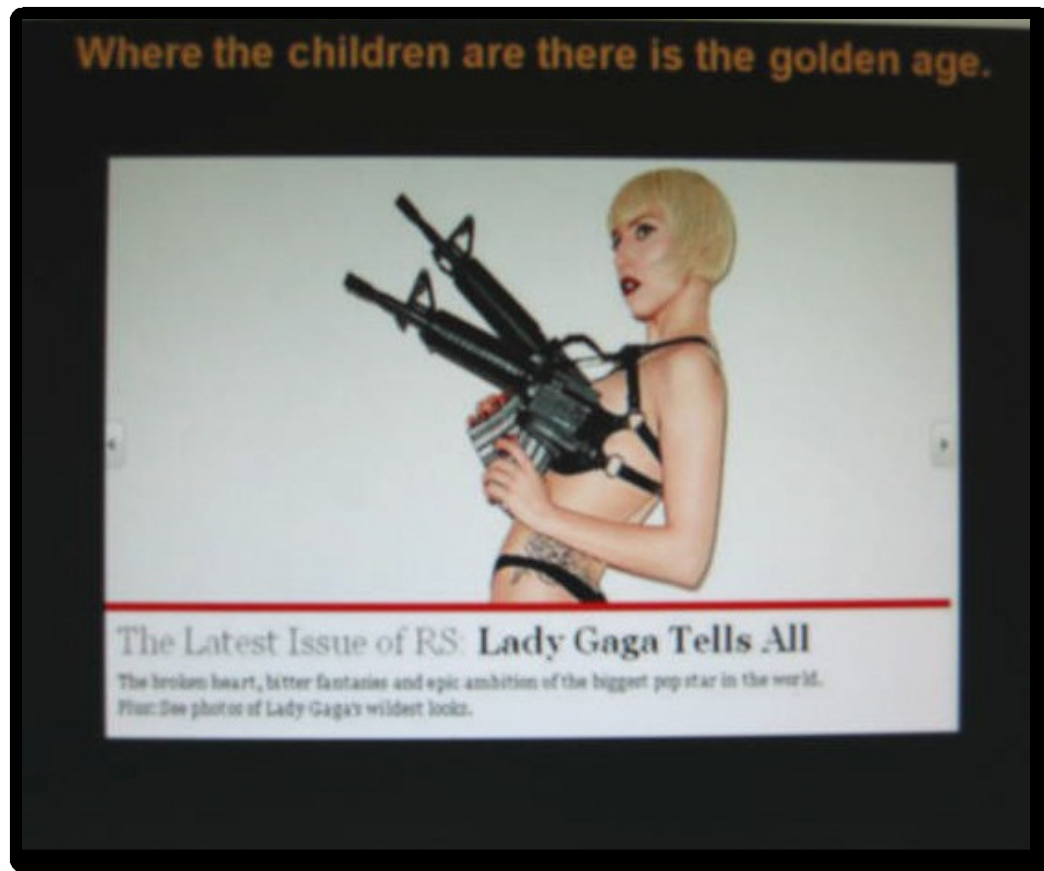 Where the children are there is the golden age.
The Latest Issue of RS: Lady Gaga Tells All
The broken heart, bitter fantasies and epic ambition of the biggest pop star in the world.
Plus: See photos of Lady Gaga's wildest looks.